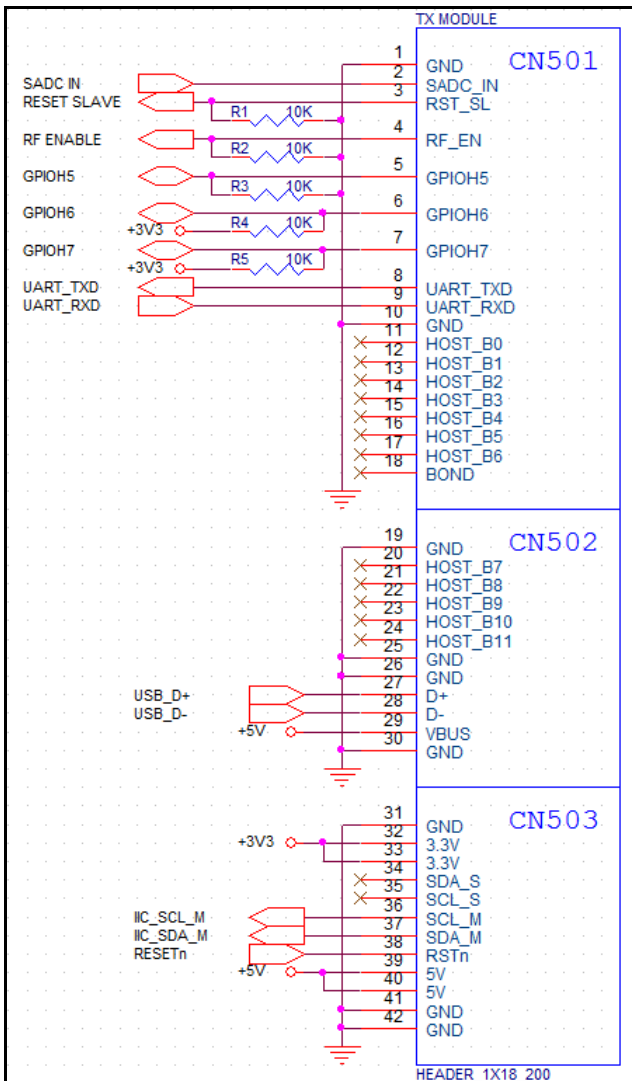 TX MODULE
CN501
1 GND
SADC IN 2 SADC_IN
RESET SLAVE 3 RST_SL
R1 10K
RF ENABLE 4 RF_EN
R2 10K
GPIOH5 5 GPIOH5
R3 10K
GPIOH6 6 GPIOH6
+3V3 R4 10K
GPIOH7 7 GPIOH7
+3V3 R5 10K
UART_TXD 8 UART_TXD
UART_RXD 9 UART_RXD
10 GND
11 HOST_B0
12 HOST_B1
13 HOST_B2
14 HOST_B3
15 HOST_B4
16 HOST_B5
17 HOST_B6
18 BOND
CN502
19 GND
20 HOST_B7
21 HOST_B8
22 HOST_B9
23 HOST_B10
24 HOST_B11
25 GND
26 GND
USB_D+ 27 D+
USB_D- 28 D-
+5V 29 VBUS
30 GND
CN503
31 GND
+3V3 32 3.3V
33 3.3V
34 SDA_S
35 SCL_S
IIC_SCL_M 36 SCL_M
IIC_SDA_M 37 SDA_M
RESETn 38 RSTn
+5V 39 5V
40 5V
41 GND
42 GND
HEADER 1X18 200